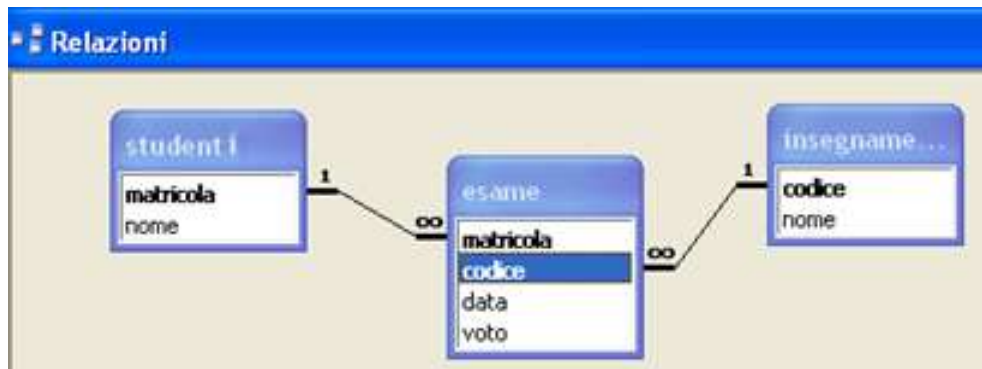 Relazioni
studenti
matricola
nome
1
∞
esame
matricola
codice
data
voto
∞
1
insegname...
codice
nome